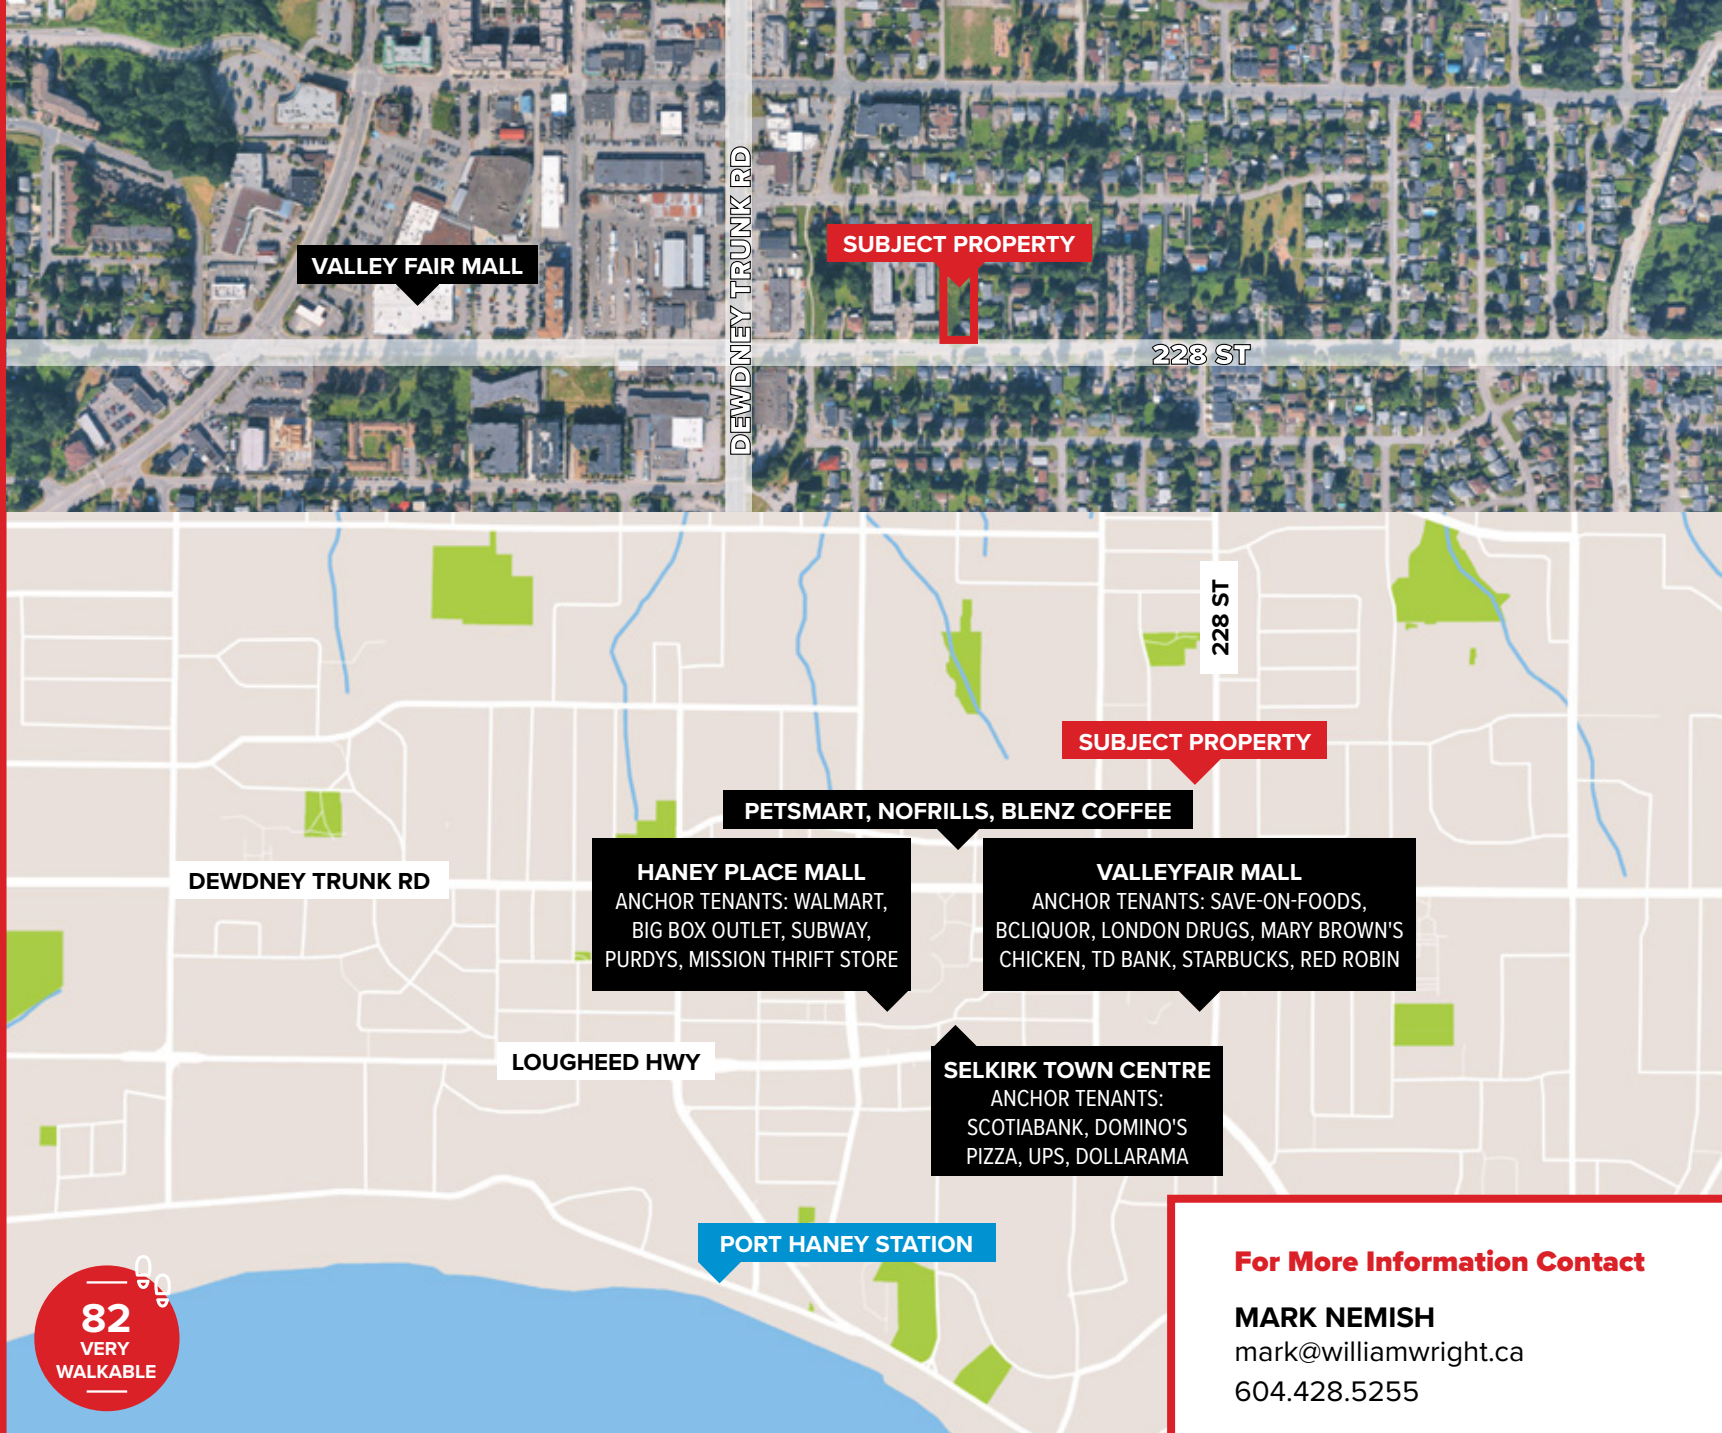 VALLEY FAIR MALL
DEWDNEY TRUNK RD
SUBJECT PROPERTY
228 ST
228 ST
SUBJECT PROPERTY
PETSMART, NOFRILLS, BLENZ COFFEE
DEWDNEY TRUNK RD
HANEY PLACE MALL
ANCHOR TENANTS: WALMART,
BIG BOX OUTLET, SUBWAY,
PURDYS, MISSION THRIFT STORE
VALLEYFAIR MALL
ANCHOR TENANTS: SAVE-ON-FOODS,
BCLIQUOR, LONDON DRUGS, MARY BROWN'S
CHICKEN, TD BANK, STARBUCKS, RED ROBIN
LOUGHEED HWY
SELKIRK TOWN CENTRE
ANCHOR TENANTS:
SCOTIABANK, DOMINO'S
PIZZA, UPS, DOLLARAMA
PORT HANEY STATION
82
VERY
WALKABLE
For More Information Contact
MARK NEMISH
mark@williamwright.ca
604.428.5255